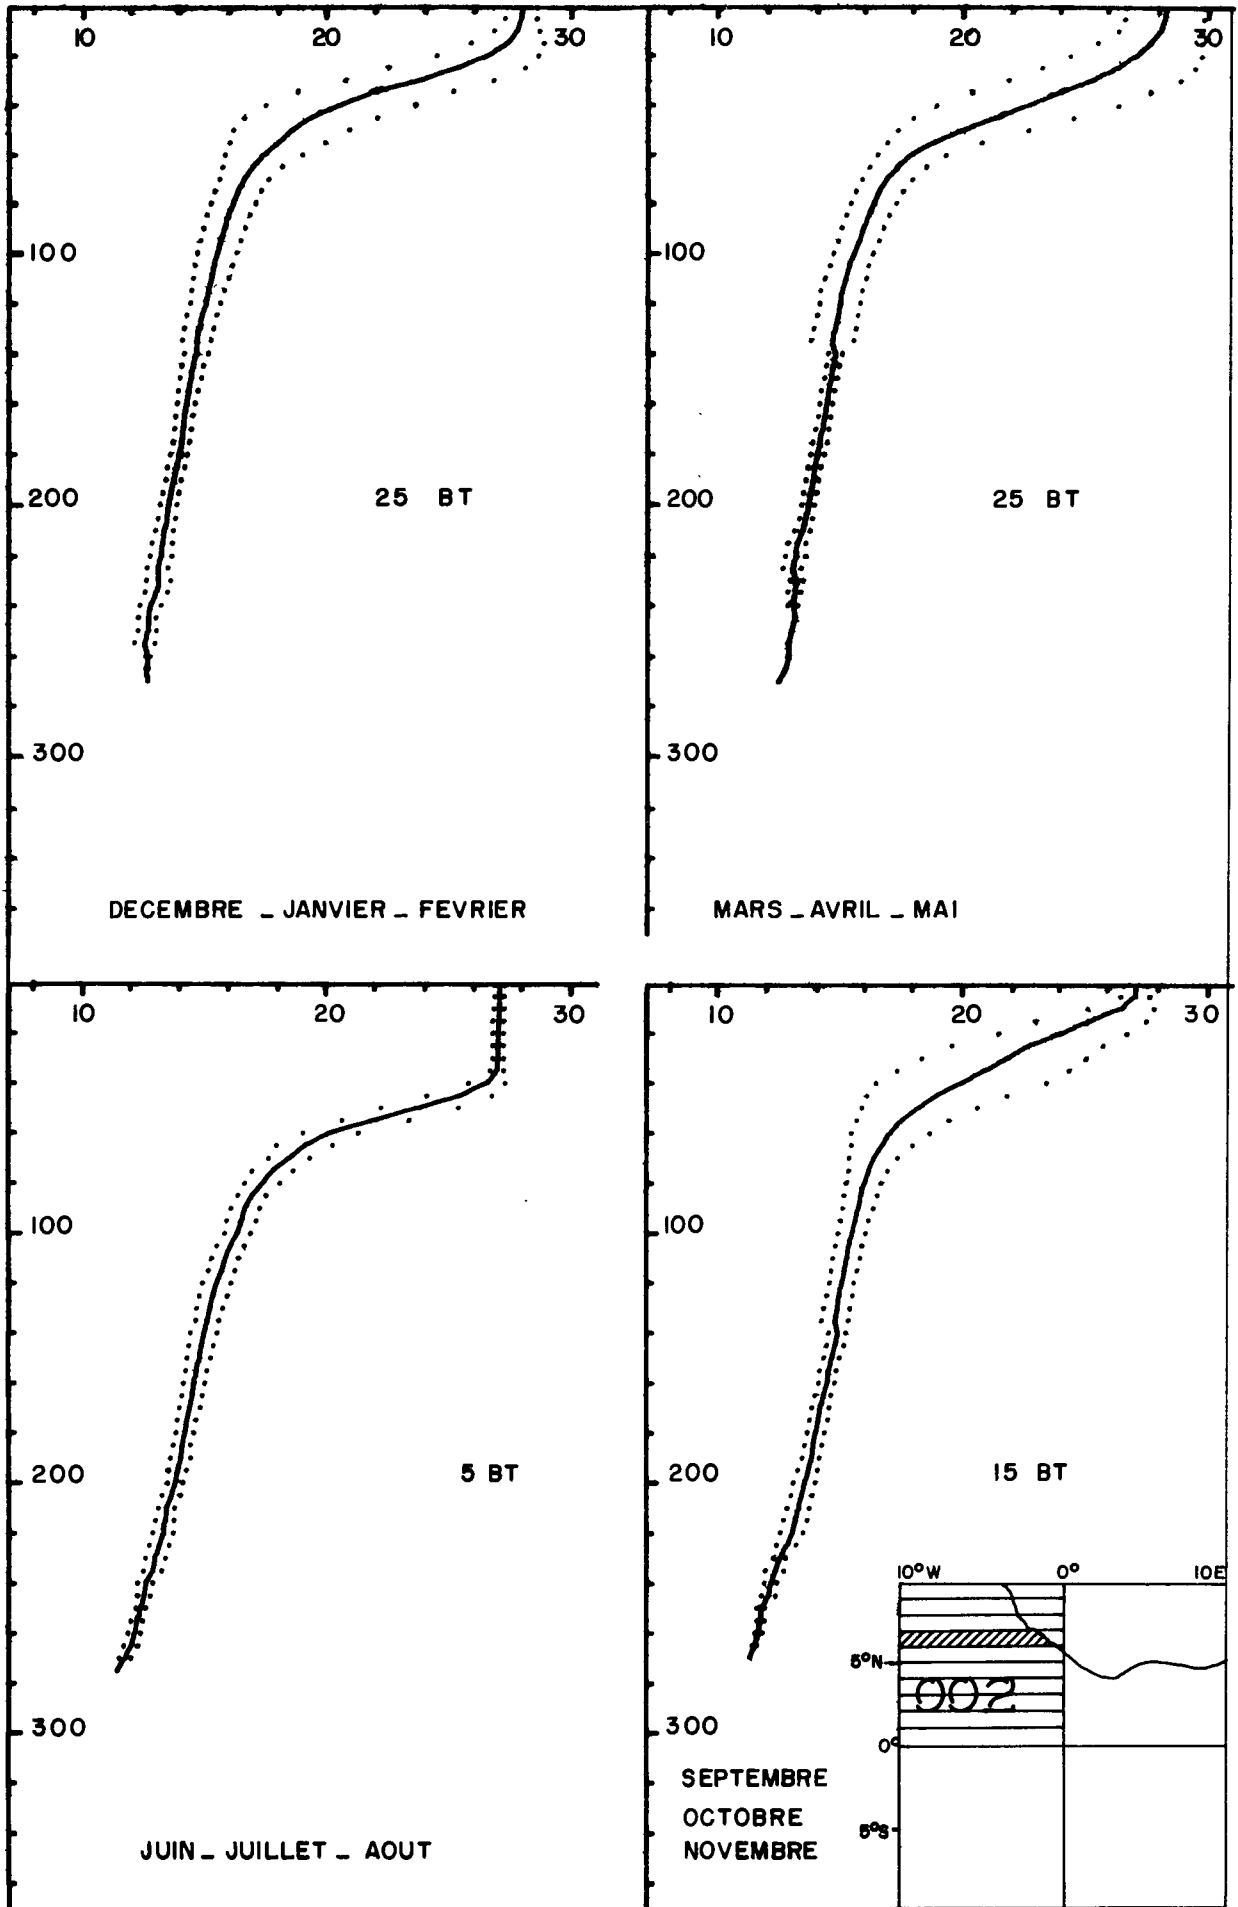 10 20 30
100
200
25 BT
300
DECEMBRE _ JANVIER _ FEVRIER
10 20 30
100
200
25 BT
300
MARS _ AVRIL _ MAI
10 20 30
100
200
5 BT
300
JUIN _ JUILLET _ AOUT
10 20 30
100
200
15 BT
300
SEPTEMBRE
OCTOBRE
NOVEMBRE
10°W 0° 10E
5°N
002
0°
5°S